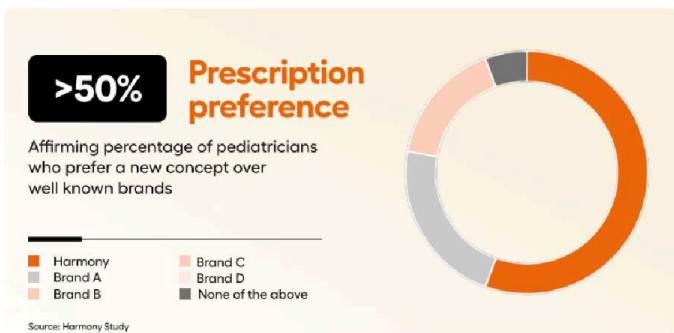 >50%
Prescription
preference
Affirming percentage of pediatricians
who prefer a new concept over
well known brands
Harmony
Brand A
Brand B
Brand C
Brand D
None of the above
Source: Harmony Study